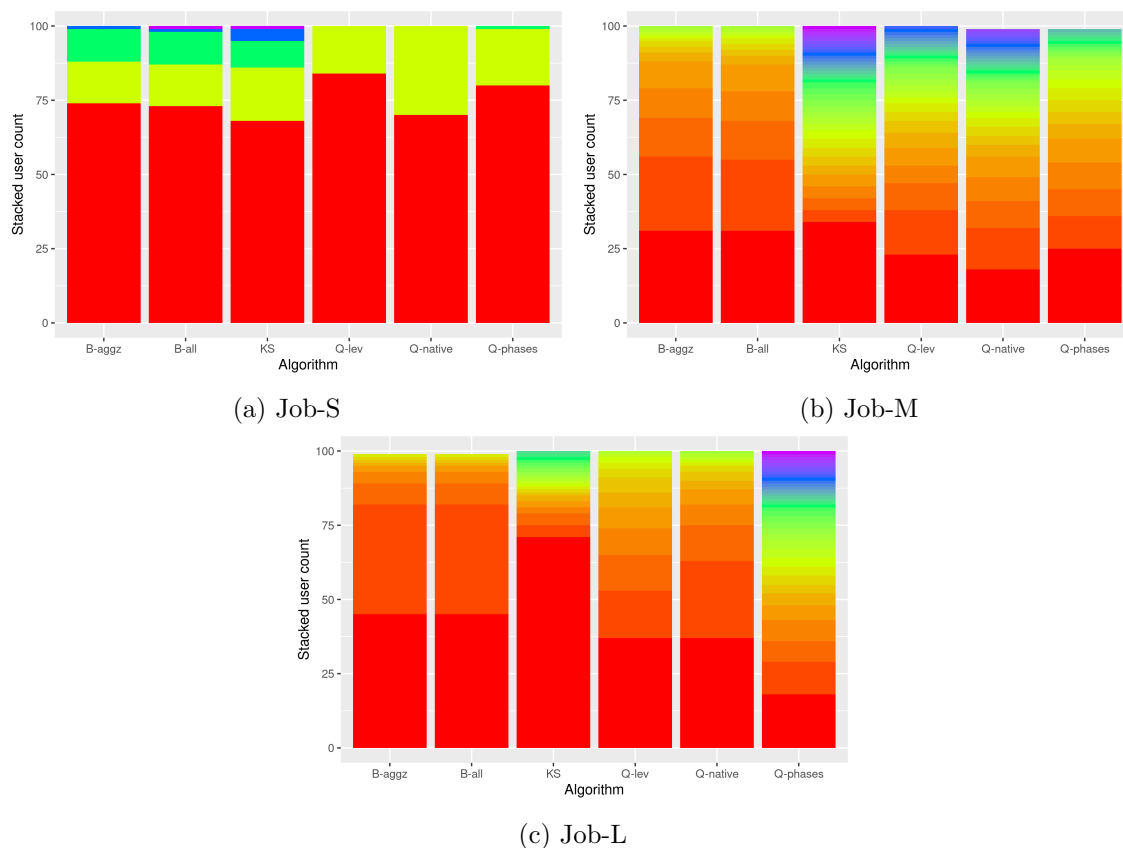 Stacked user count
100
75
50
25
0
B-aggz B-all KS Q-lev Q-native Q-phases
Algorithm
(a) Job-S
Stacked user count
100
75
50
25
0
B-aggz B-all KS Q-lev Q-native Q-phases
Algorithm
(b) Job-M
Stacked user count
100
75
50
25
0
B-aggz B-all KS Q-lev Q-native Q-phases
Algorithm
(c) Job-L